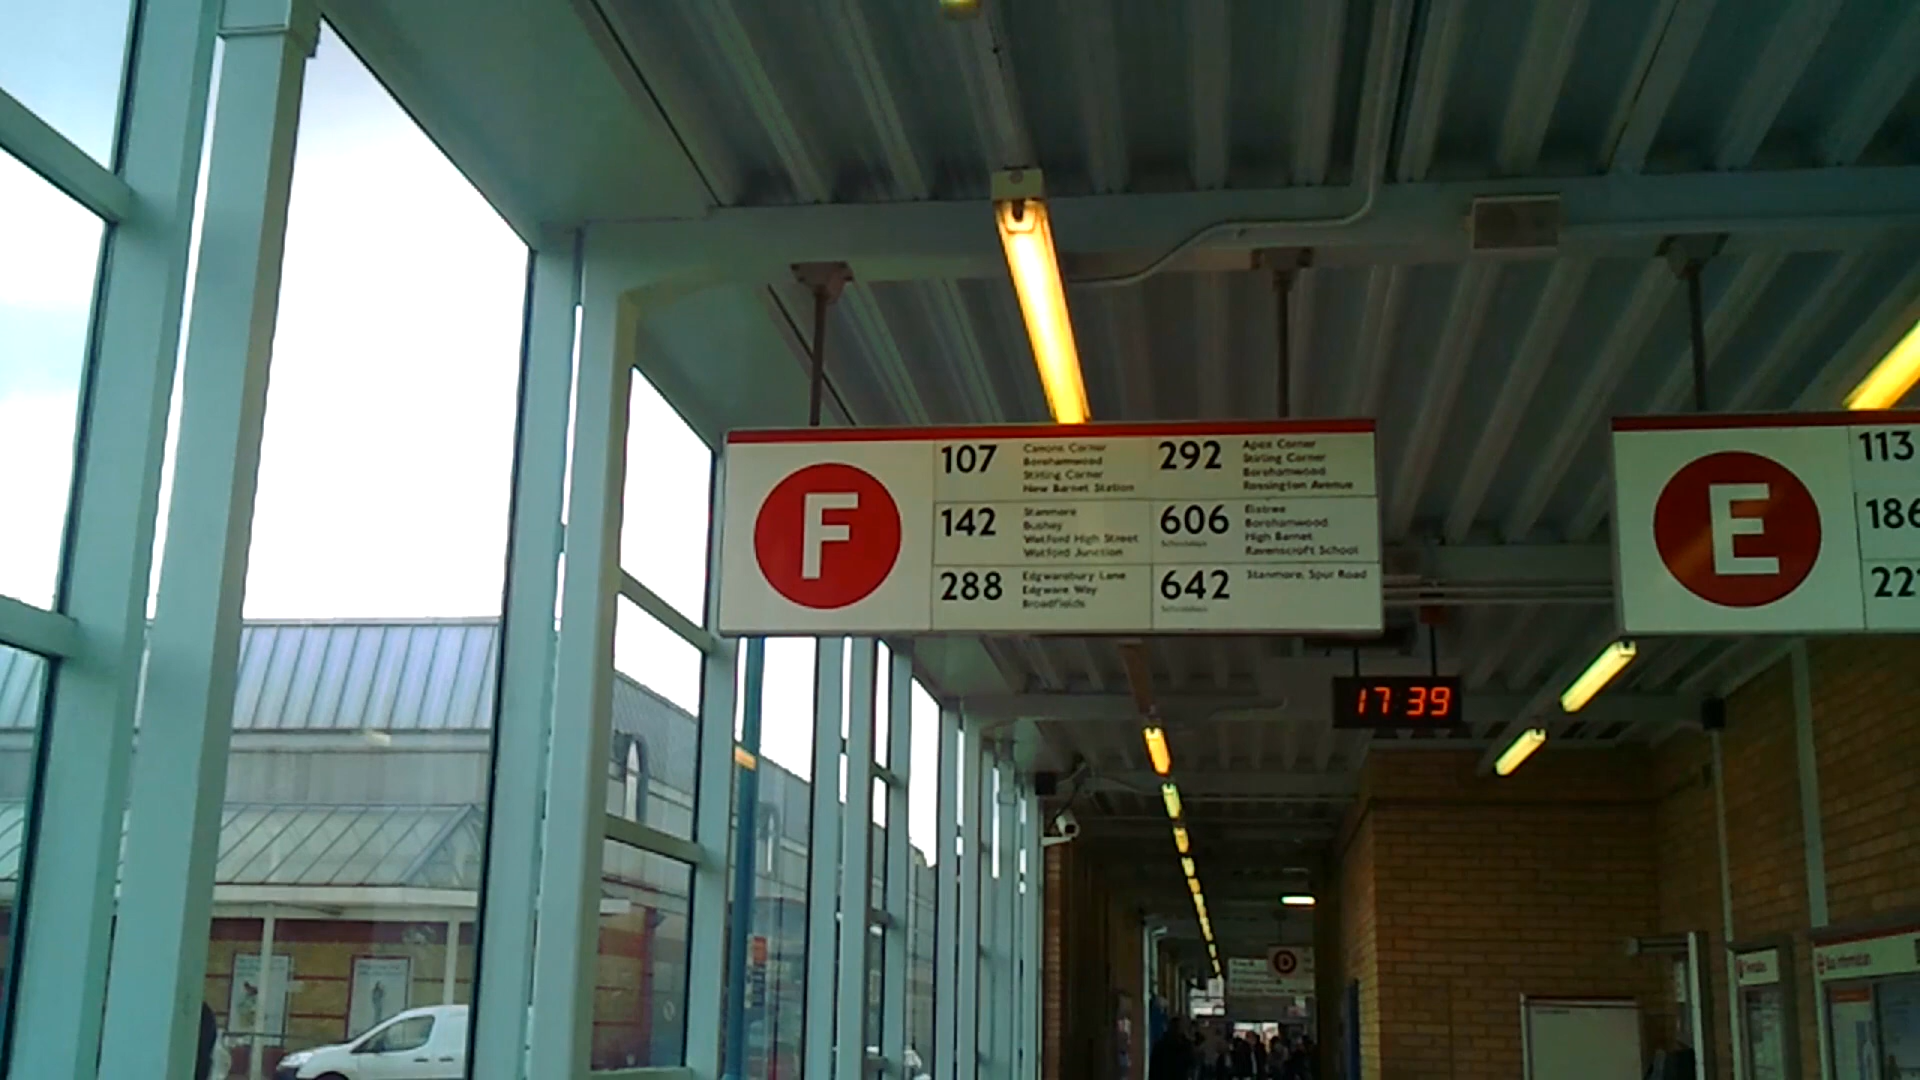 F
107
Canons Corner
Borehamwood
Stirling Corner
New Barnet Station
142
Stanmore
Bushey
Watford High Street
Watford Junction
288
Edgwarebury Lane
Edgware Way
Broadfields
292
Apex Corner
Stirling Corner
Borehamwood
Rossington Avenue
606
Schooldays
Elstree
Borehamwood
High Barnet
Ravenscroft School
642
Schooldays
Stanmore, Spur Road
E
113
186
17 39
D
Bus information